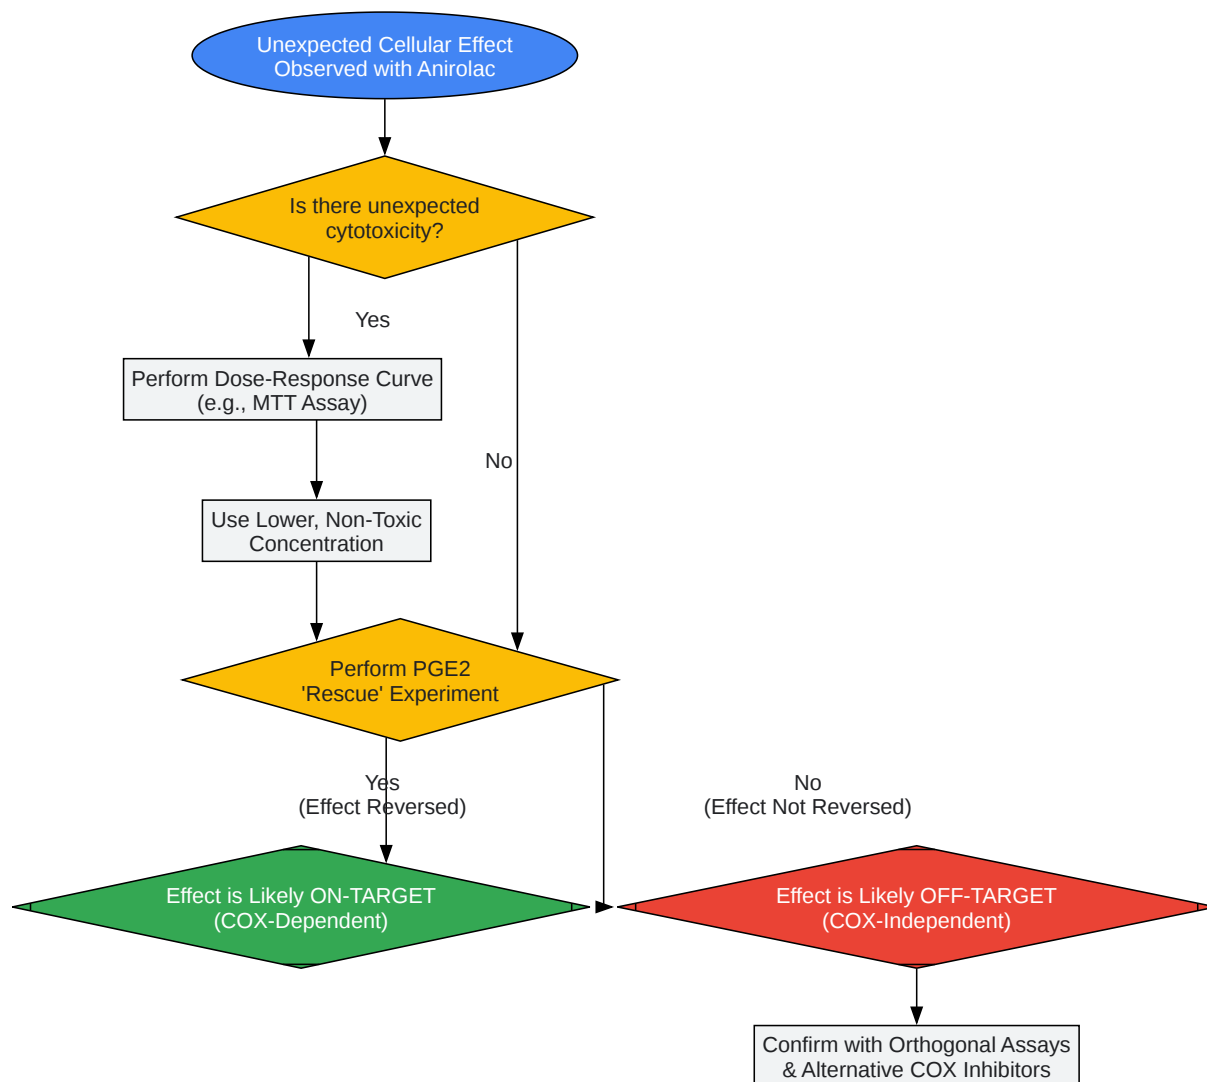 Unexpected Cellular Effect
Observed with Anirolac
Is there unexpected
cytotoxicity?
Yes
Perform Dose-Response Curve
(e.g., MTT Assay)
No
Use Lower, Non-Toxic
Concentration
Perform PGE2
'Rescue' Experiment
Yes
(Effect Reversed)
No
(Effect Not Reversed)
Effect is Likely ON-TARGET
(COX-Dependent)
Effect is Likely OFF-TARGET
(COX-Independent)
Confirm with Orthogonal Assays
& Alternative COX Inhibitors